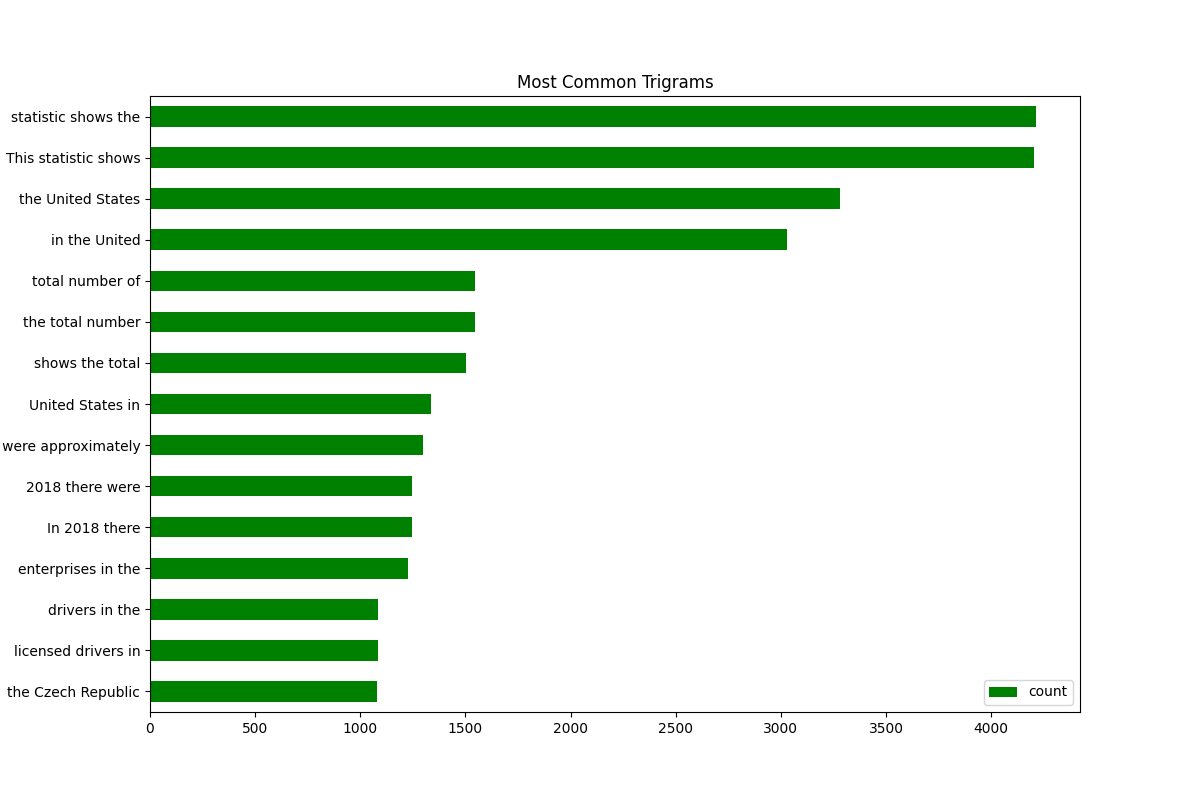 Most Common Trigrams
statistic shows the
This statistic shows
the United States
in the United
total number of
the total number
shows the total
United States in
were approximately
2018 there were
In 2018 there
enterprises in the
drivers in the
licensed drivers in
the Czech Republic
count
0 500 1000 1500 2000 2500 3000 3500 4000